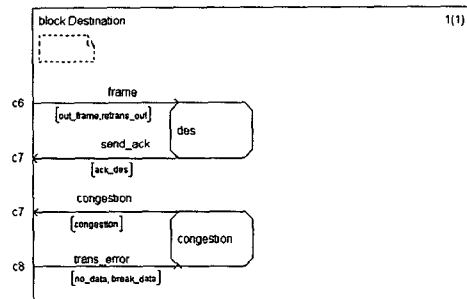 block Destination 1(1)
frame
c6
[out_frame,retrans_out]
des
send_ack
c7
[ack_des]
congestion
c7
[congestion]
congestion
trans_error
c8
[no_data, break_data]